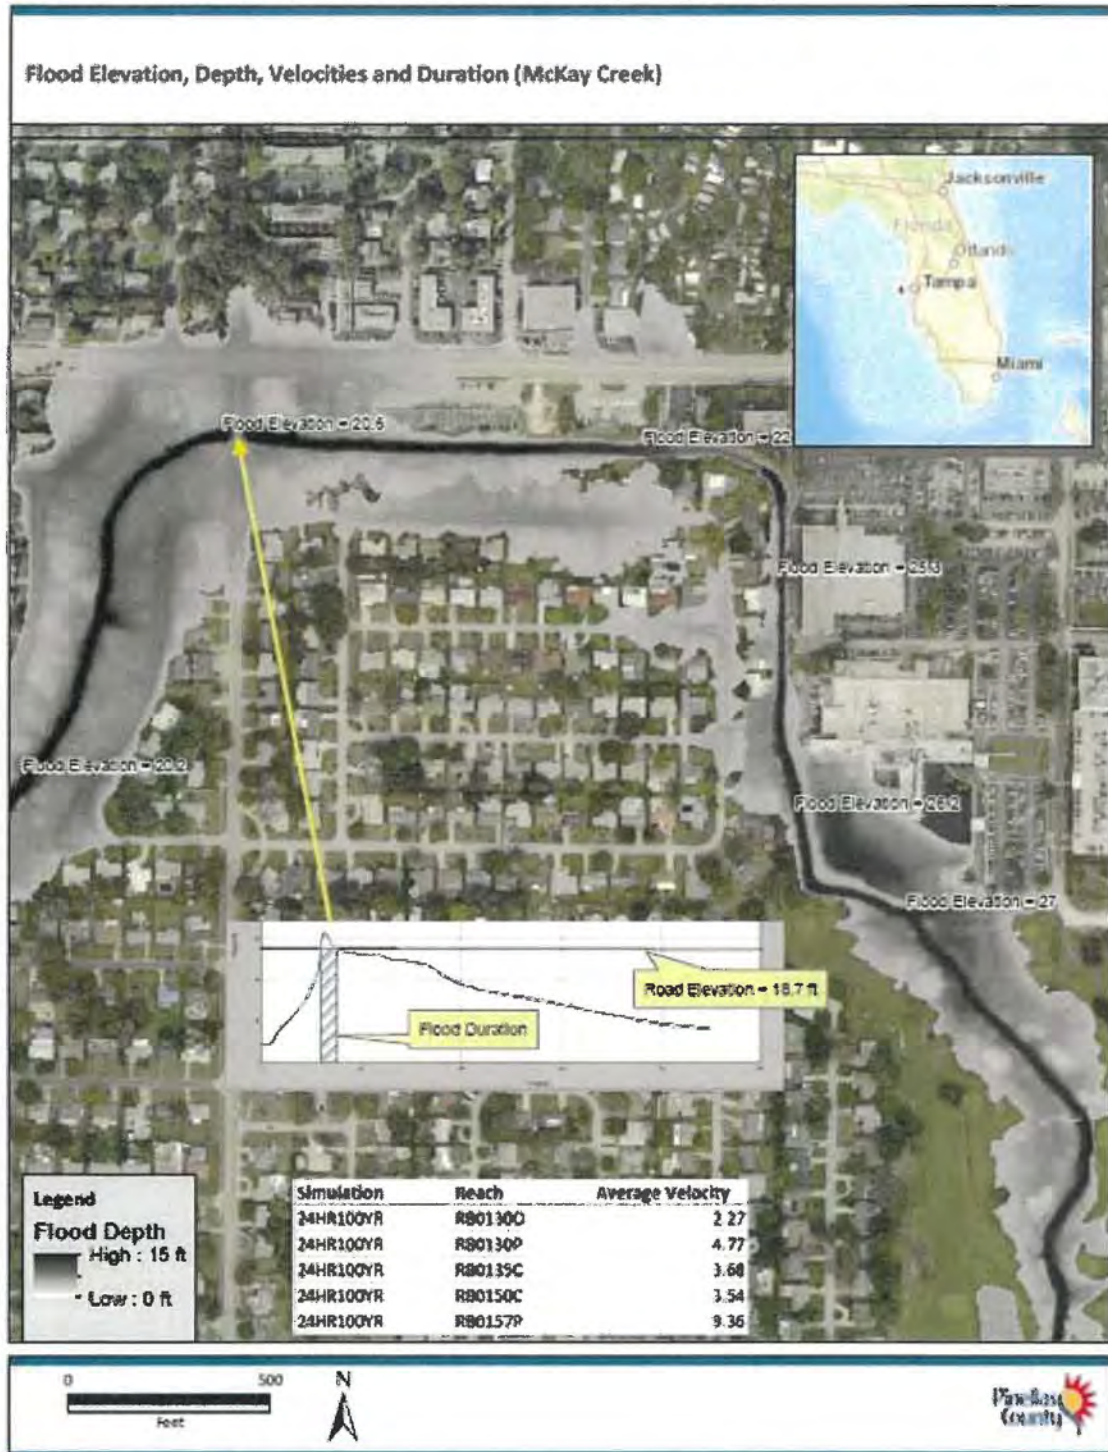 Flood Elevation, Depth, Velocities and Duration (McKay Creek)
Jacksonville
Florida
Orlando
Tampa
Miami
Flood Elevation = 20.6
Flood Elevation = 22
Flood Elevation = 25.3
Flood Elevation = 20.2
Flood Elevation = 26.2
Flood Elevation = 27
Road Elevation = 18.7 ft
Flood Duration
Legend
Flood Depth
High : 15 ft
Low : 0 ft
Simulation Reach Average Velocity
24HR100YR R80130O 2.27
24HR100YR R80130P 4.77
24HR100YR R80135C 3.68
24HR100YR R80150C 3.54
24HR100YR R80157P 9.36
0 500
Feet
N
Pinellas
County